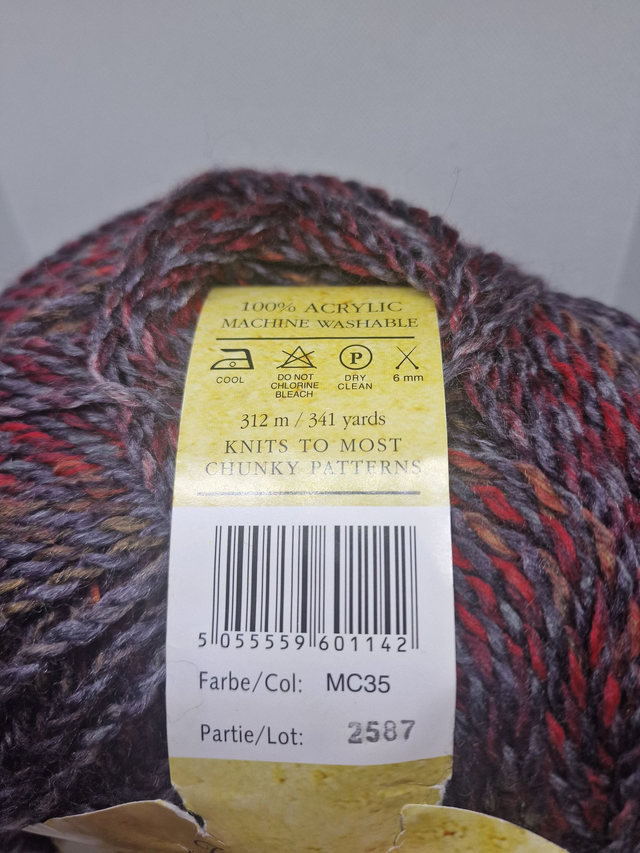 100% ACRYLIC
MACHINE WASHABLE
COOL
DO NOT
CHLORINE
BLEACH
P
DRY
CLEAN
6 mm
312 m / 341 yards
KNITS TO MOST
CHUNKY PATTERNS
5 055559 601142
Farbe/Col: MC35
Partie/Lot: 2587